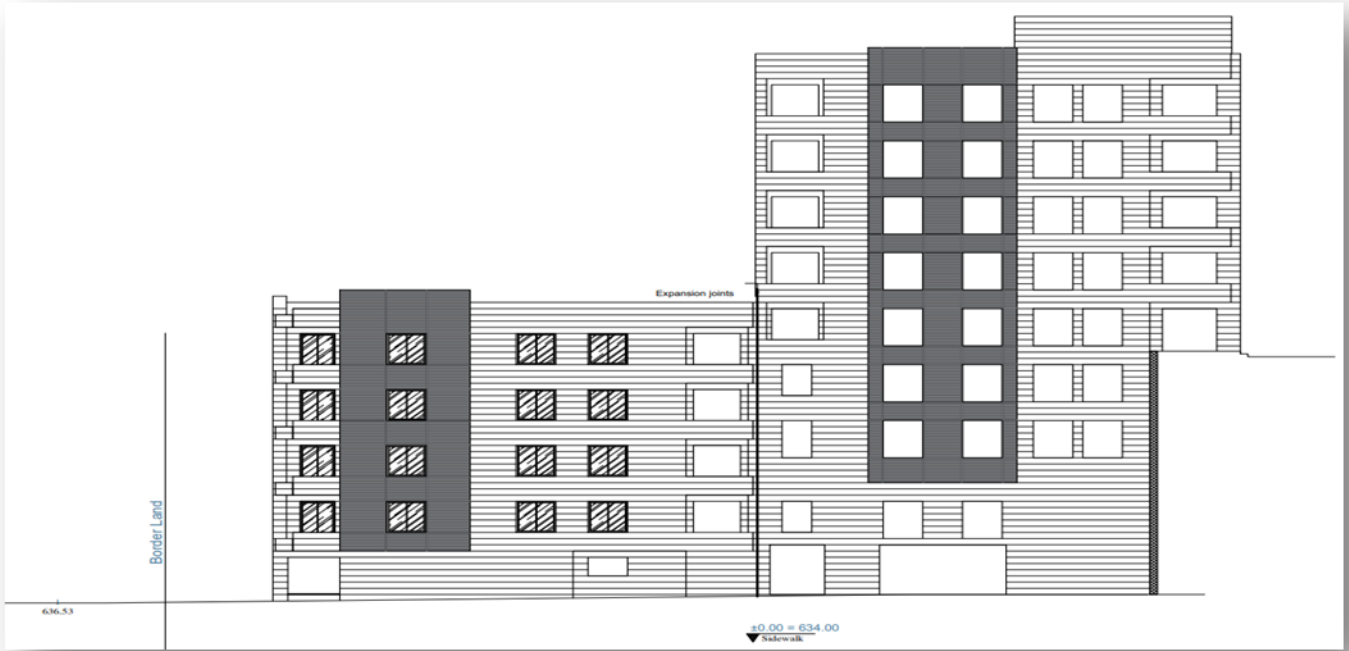 Expansion joints
Border Land
636.53
±0.00 = 634.00
Sidewalk